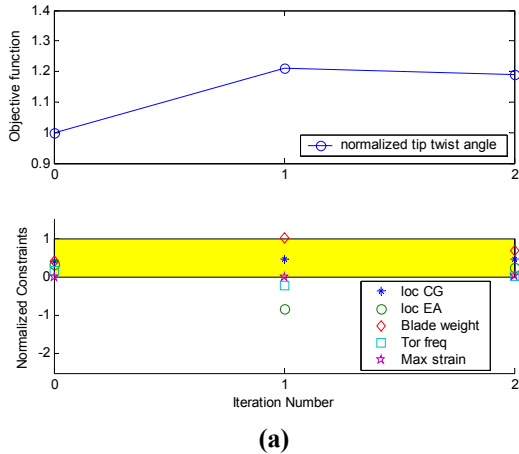 1.4
1.3
1.2
1.1
1
0.9
Objective function
normalized tip twist angle
0 1 2
1
0
-1
-2
Normalized Constraints
loc CG
loc EA
Blade weight
Tor freq
Max strain
0 1 2
Iteration Number
(a)